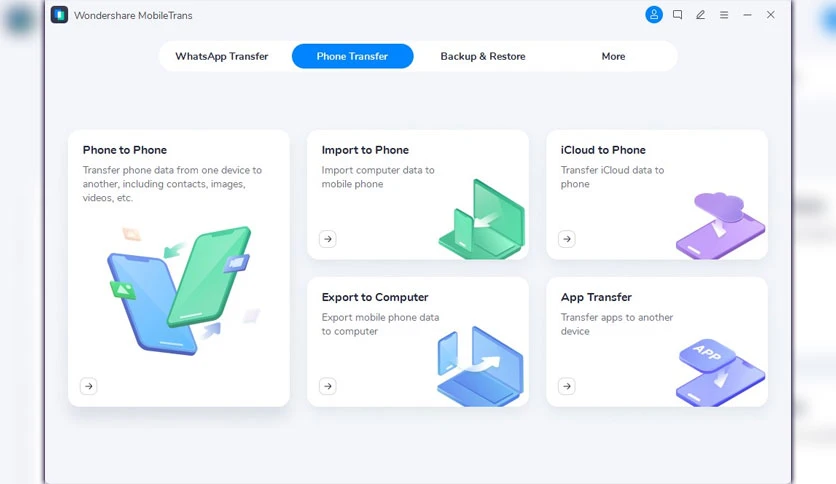 Wondershare MobileTrans
WhatsApp Transfer
Phone Transfer
Backup & Restore
More
Phone to Phone
Transfer phone data from one device to
another, including contacts, images,
videos, etc.
Import to Phone
Import computer data to
mobile phone
iCloud to Phone
Transfer iCloud data to
phone
Export to Computer
Export mobile phone data
to computer
App Transfer
Transfer apps to another
device
APP